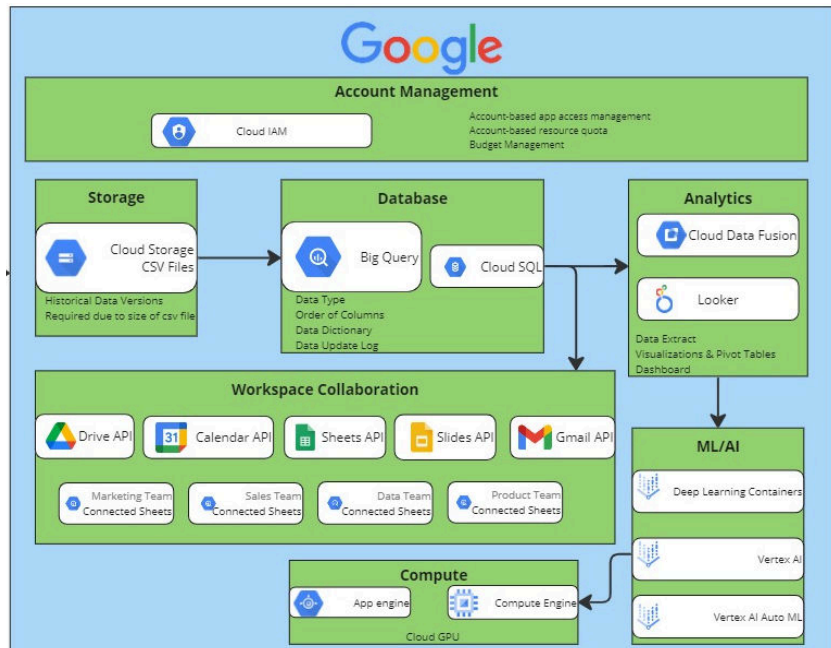 Google
Account Management
Cloud IAM
Account-based app access management
Account-based resource quota
Budget Management
Storage
Cloud Storage
CSV Files
Historical Data Versions
Required due to size of csv file
Database
Big Query
Cloud SQL
Data Type
Order of Columns
Data Dictionary
Data Update Log
Analytics
Cloud Data Fusion
Looker
Data Extract
Visualizations & Pivot Tables
Dashboard
Workspace Collaboration
Drive API
31
Calendar API
Sheets API
Slides API
Gmail API
Marketing Team
Connected Sheets
Sales Team
Connected Sheets
Data Team
Connected Sheets
Product Team
Connected Sheets
ML/AI
Deep Learning Containers
Vertex AI
Vertex AI Auto ML
Compute
App engine
Compute Engine
Cloud GPU